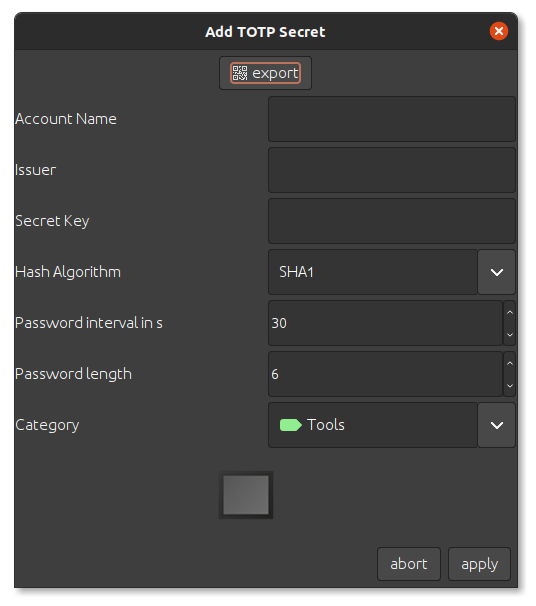 Add TOTP Secret
export
Account Name
Issuer
Secret Key
Hash Algorithm SHA1
Password interval in s 30
Password length 6
Category Tools
abort apply